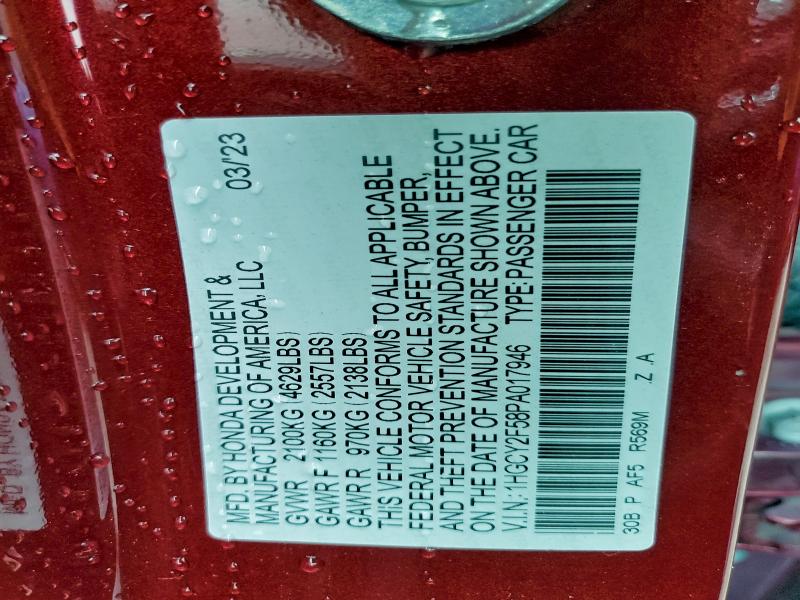 MFD. BY HONDA DEVELOPMENT &
MANUFACTURING OF AMERICA, LLC 03/'23
GVWR 2100KG (4629LBS)
GAWR F 1160KG (2557LBS)
GAWR R 970KG (2138LBS)
THIS VEHICLE CONFORMS TO ALL APPLICABLE
FEDERAL MOTOR VEHICLE SAFETY, BUMPER,
AND THEFT PREVENTION STANDARDS IN EFFECT
ON THE DATE OF MANUFACTURE SHOWN ABOVE.
V.I.N.:1HGCY2F58PA017946 TYPE:PASSENGER CAR
30B P AF5 R569M Z .A